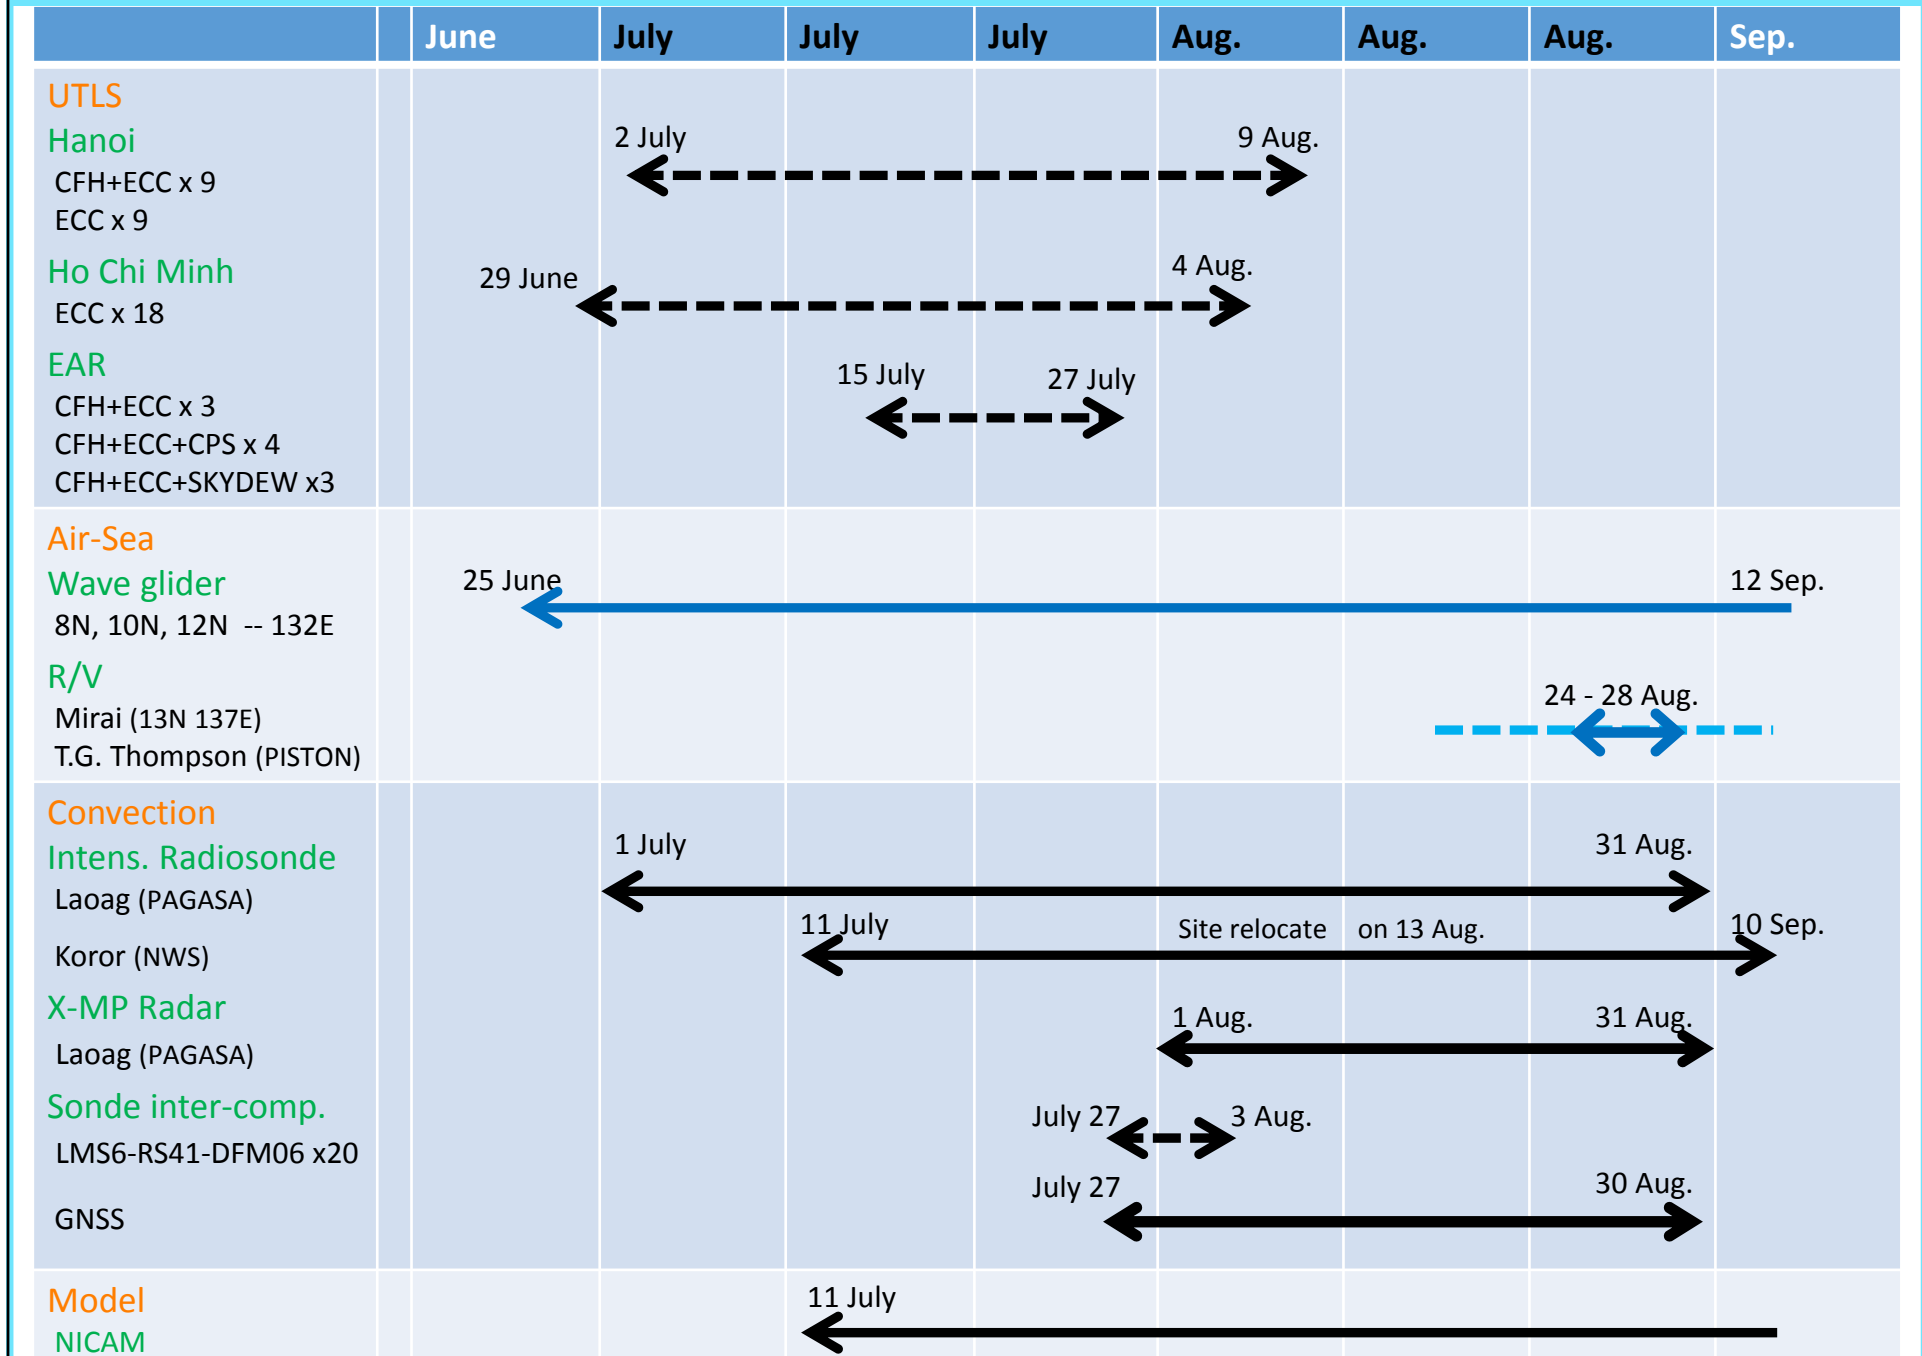 June July July July Aug. Aug. Aug. Sep.
UTLS
Hanoi
2 July 9 Aug.
CFH+ECC x 9
ECC x 9
Ho Chi Minh
29 June 4 Aug.
ECC x 18
EAR
15 July 27 July
CFH+ECC x 3
CFH+ECC+CPS x 4
CFH+ECC+SKYDEW x3
Air-Sea
Wave glider
25 June 12 Sep.
8N, 10N, 12N -- 132E
R/V
24 - 28 Aug.
Mirai (13N 137E)
T.G. Thompson (PISTON)
Convection
Intens. Radiosonde
1 July 31 Aug.
Laoag (PAGASA)
11 July Site relocate on 13 Aug. 10 Sep.
Koror (NWS)
X-MP Radar
1 Aug. 31 Aug.
Laoag (PAGASA)
Sonde inter-comp.
July 27 3 Aug.
LMS6-RS41-DFM06 x20
July 27 30 Aug.
GNSS
Model
11 July
NICAM